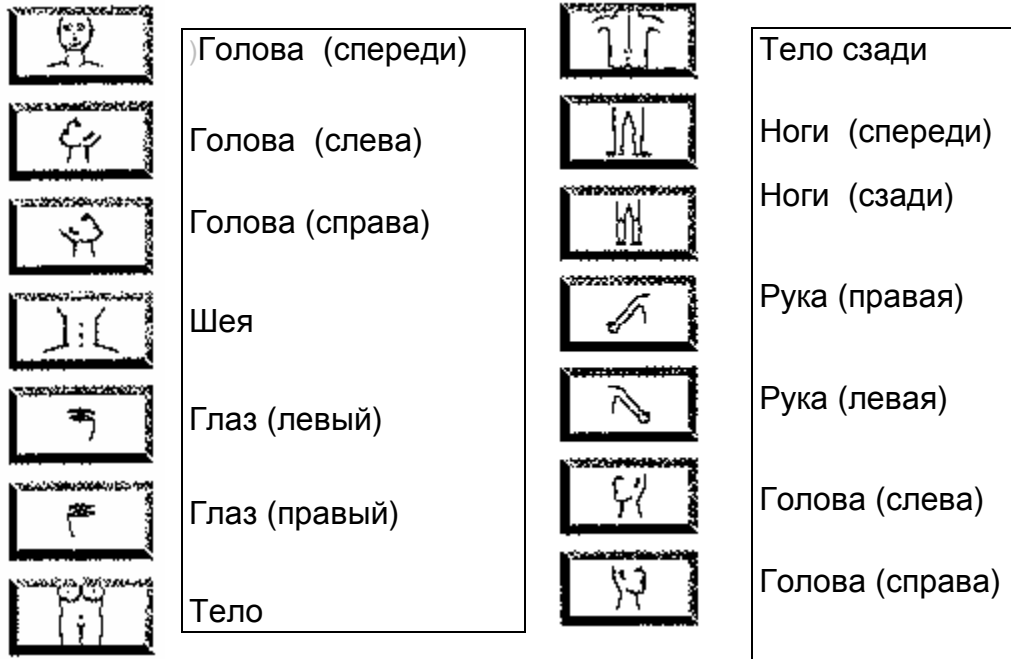 )Голова (спереди)
Голова (слева)
Голова (справа)
Шея
Глаз (левый)
Глаз (правый)
Тело
Тело сзади
Ноги (спереди)
Ноги (сзади)
Рука (правая)
Рука (левая)
Голова (слева)
Голова (справа)